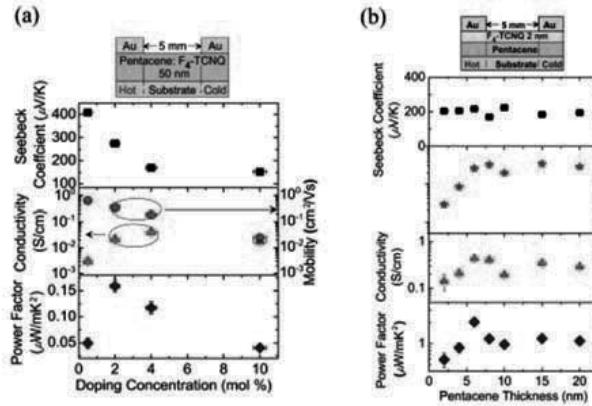 (a)
Au 5 mm Au
Pentacene: F4-TCNQ
50 nm
Hot Substrate Cold
Seebeck Coefficient (μV/K)
400
300
200
100
Conductivity (S/cm)
10^0
10^-1
10^-2
10^-3
Mobility (cm²/Vs)
10^0
10^-1
10^-2
10^-3
Power Factor (μW/mK²)
0.15
0.10
0.05
0 2 4 6 8 10
Doping Concentration (mol %)
(b)
Au 5 mm Au
F4-TCNQ 2 nm
Pentacene
Hot Substrate Cold
Seebeck Coefficient (μV/K)
400
200
0
Conductivity (S/cm)
0.1
Power Factor (μW/mK²)
1
0 5 10 15 20
Pentacene Thickness (nm)